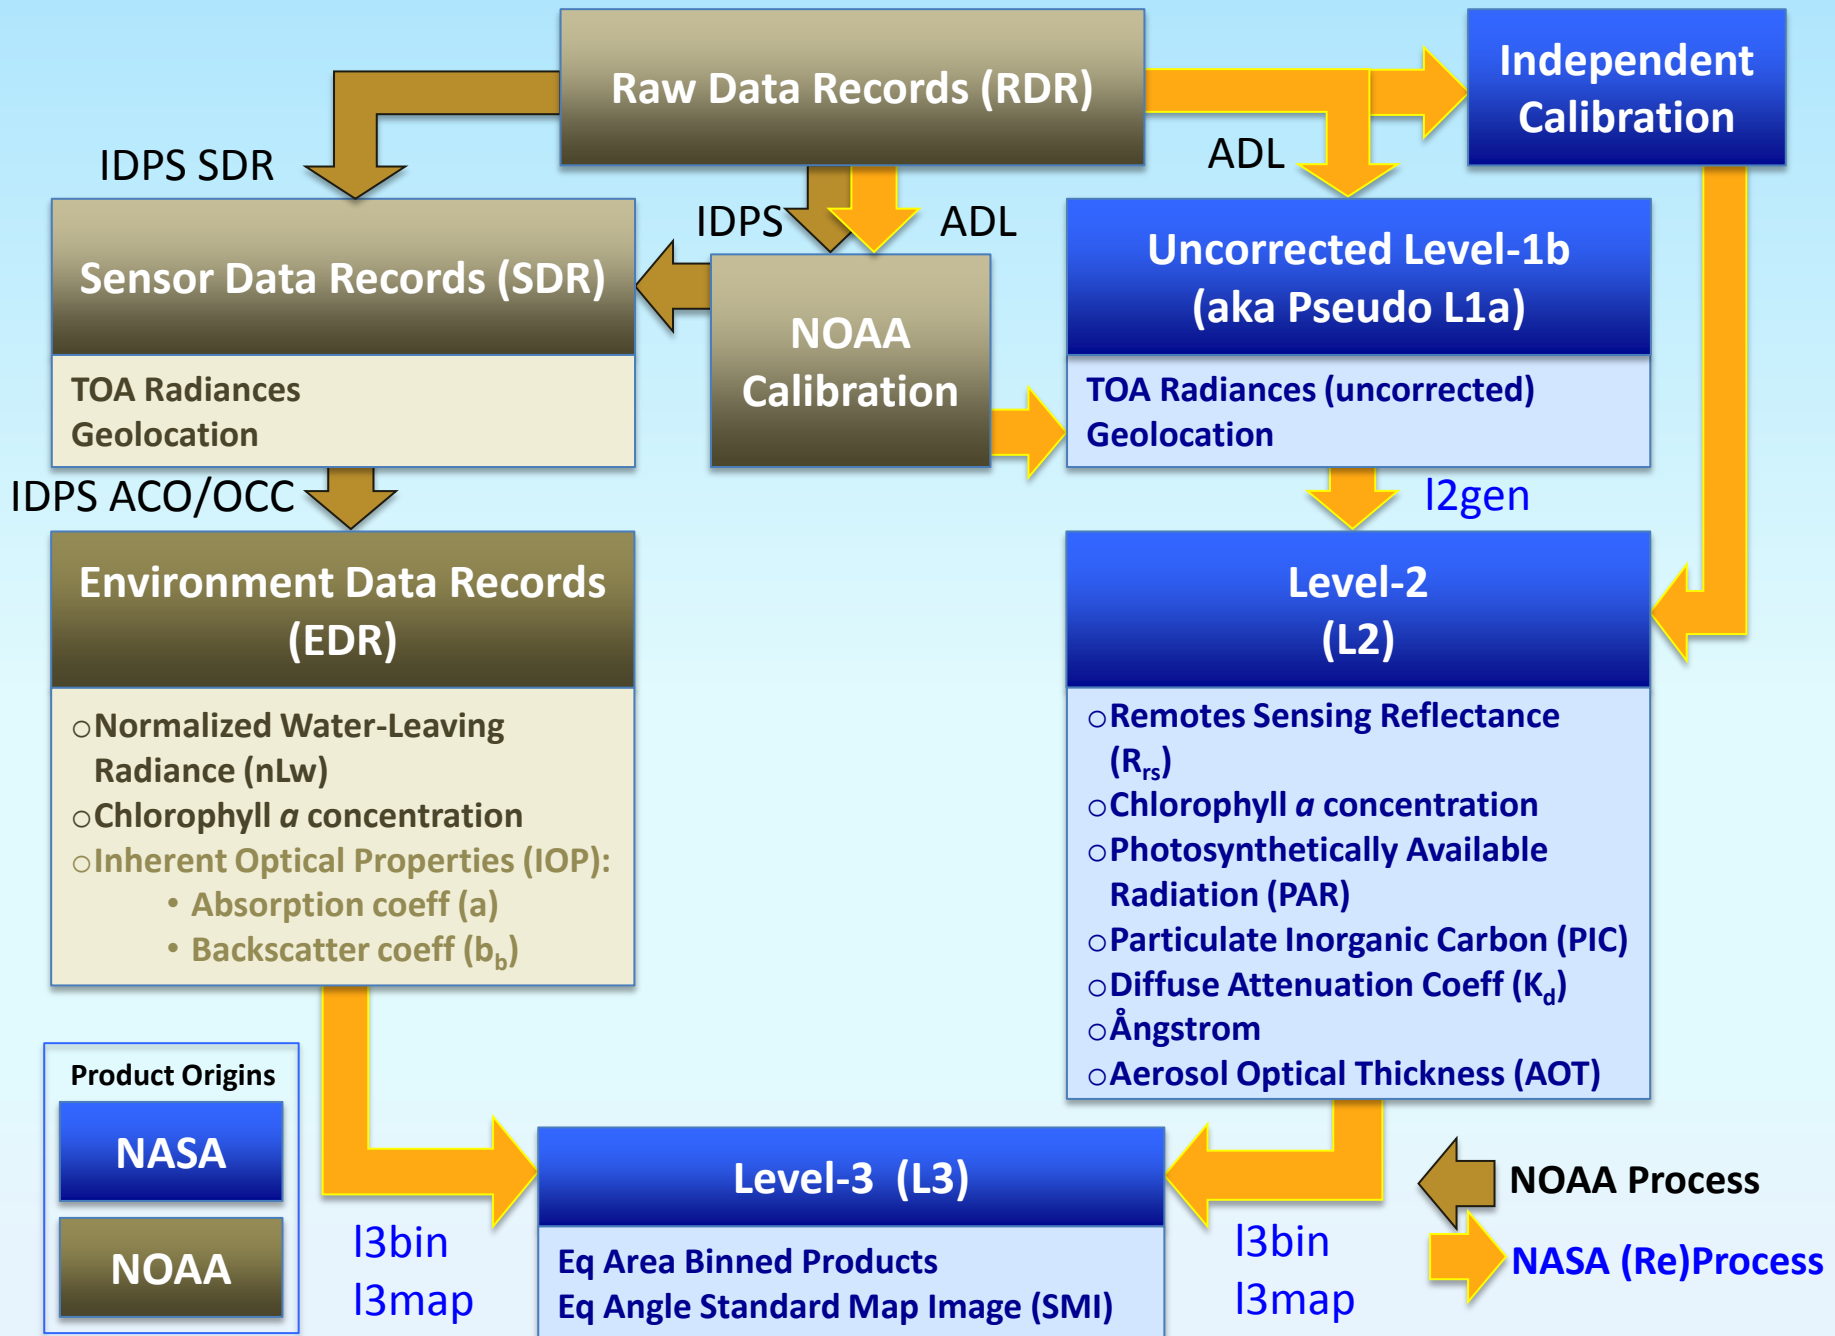 Raw Data Records (RDR)
Independent
Calibration
IDPS SDR
ADL
IDPS
ADL
Sensor Data Records (SDR)
TOA Radiances
Geolocation
NOAA
Calibration
Uncorrected Level-1b
(aka Pseudo L1a)
TOA Radiances (uncorrected)
Geolocation
IDPS ACO/OCC
l2gen
Environment Data Records
(EDR)
○Normalized Water-Leaving
Radiance (nLw)
○Chlorophyll a concentration
○Inherent Optical Properties (IOP):
• Absorption coeff (a)
• Backscatter coeff (bb)
Level-2
(L2)
○Remotes Sensing Reflectance
(Rrs)
○Chlorophyll a concentration
○Photosynthetically Available
Radiation (PAR)
○Particulate Inorganic Carbon (PIC)
○Diffuse Attenuation Coeff (Kd)
○Ångstrom
○Aerosol Optical Thickness (AOT)
Product Origins
NASA
NOAA
l3bin
l3map
Level-3 (L3)
Eq Area Binned Products
Eq Angle Standard Map Image (SMI)
l3bin
l3map
NOAA Process
NASA (Re)Process